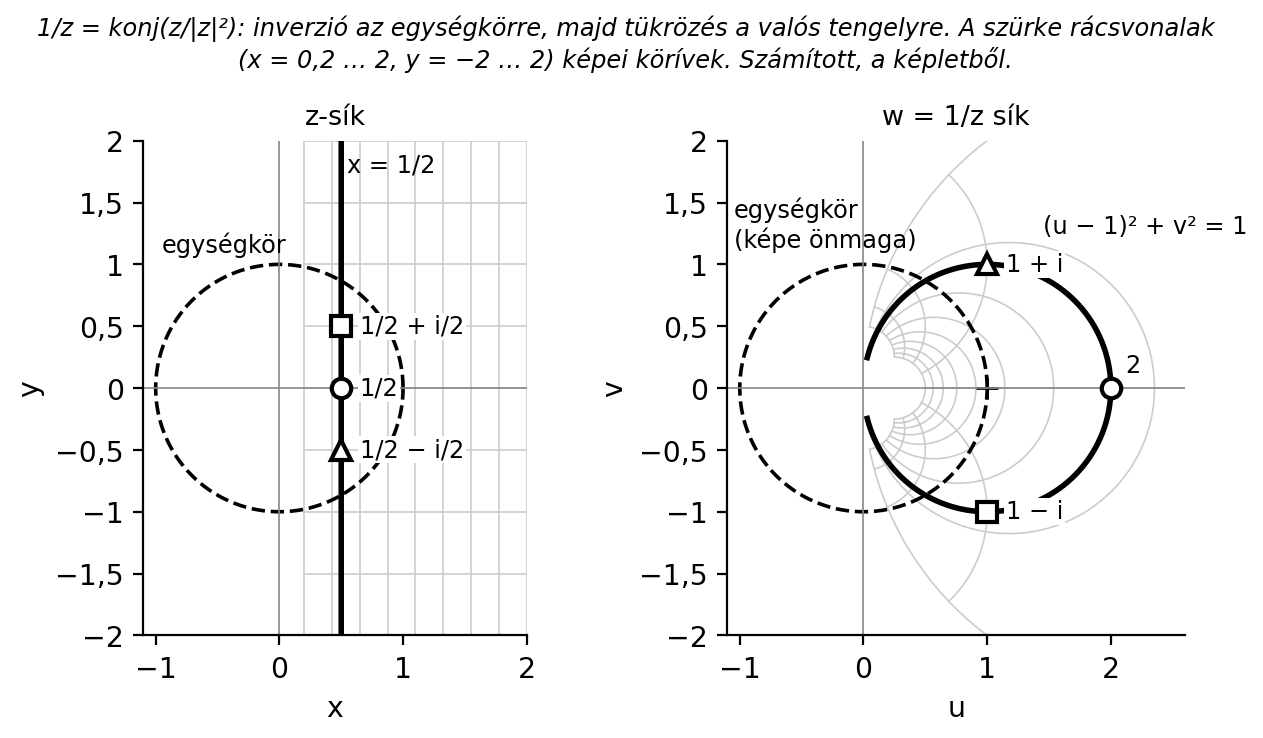 1/z = konj(z/|z|²): inverzió az egységkörre, majd tükrözés a valós tengelyre. A szürke rácsvonalak
(x = 0,2 … 2, y = −2 … 2) képei körívek. Számított, a képletből.
z-sík
2
1,5
1
0,5
0
−0,5
−1
−1,5
−2
y
x = 1/2
egységkör
1/2 + i/2
1/2
1/2 − i/2
−1
0
1
2
x
w = 1/z sík
2
1,5
1
0,5
0
−0,5
−1
−1,5
−2
v
egységkör
(képe önmaga)
(u − 1)² + v² = 1
1 + i
2
1 − i
−1
0
1
2
u